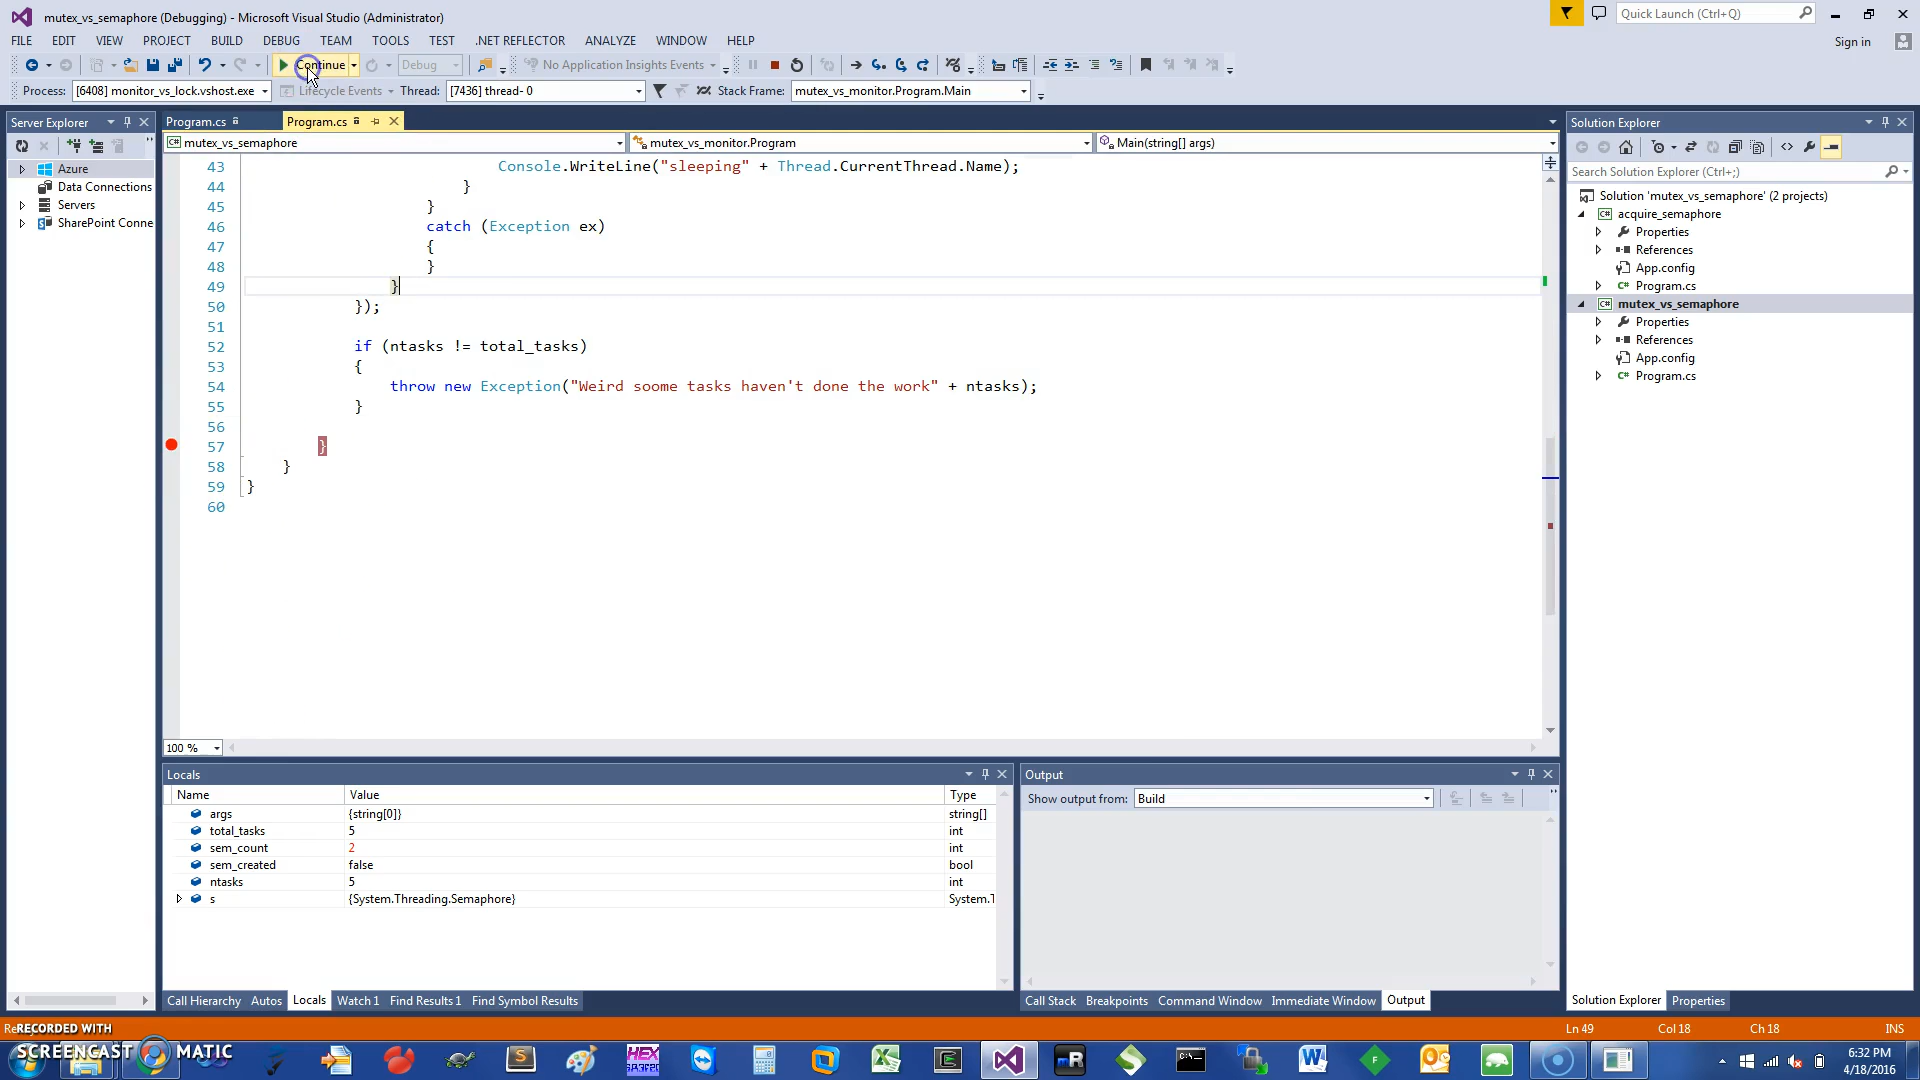 mutex_vs_semaphore (Debugging) - Microsoft Visual Studio (Administrator)
Quick Launch (Ctrl+Q)
FILE EDIT VIEW PROJECT BUILD DEBUG TEAM TOOLS TEST .NET REFLECTOR ANALYZE WINDOW HELP
Sign in
Continue Debug No Application Insights Events
Process: [6408] monitor_vs_lock.vshost.exe Lifecycle Events Thread: [7436] thread- 0 Stack Frame: mutex_vs_monitor.Program.Main
Server Explorer
Azure
Data Connections
Servers
SharePoint Conne
Program.cs Program.cs
mutex_vs_semaphore mutex_vs_monitor.Program Main(string[] args)
43 Console.WriteLine("sleeping" + Thread.CurrentThread.Name);
44 }
45 }
46 catch (Exception ex)
47 {
48 }
49 }
50 });
51
52 if (ntasks != total_tasks)
53 {
54 throw new Exception("Weird soome tasks haven't done the work" + ntasks);
55 }
56
57 }
58 }
59 }
60
100 %
Solution Explorer
Search Solution Explorer (Ctrl+;)
Solution 'mutex_vs_semaphore' (2 projects)
acquire_semaphore
Properties
References
App.config
Program.cs
mutex_vs_semaphore
Properties
References
App.config
Program.cs
Solution Explorer Properties
Locals
Name Value Type
args {string[0]} string[]
total_tasks 5 int
sem_count 2 int
sem_created false bool
ntasks 5 int
s {System.Threading.Semaphore} System.T
Call Hierarchy Autos Locals Watch 1 Find Results 1 Find Symbol Results
Output
Show output from: Build
Call Stack Breakpoints Command Window Immediate Window Output
Ln 49 Col 18 Ch 18 INS
RECORDED WITH
SCREENCAST MATIC
6:32 PM
4/18/2016